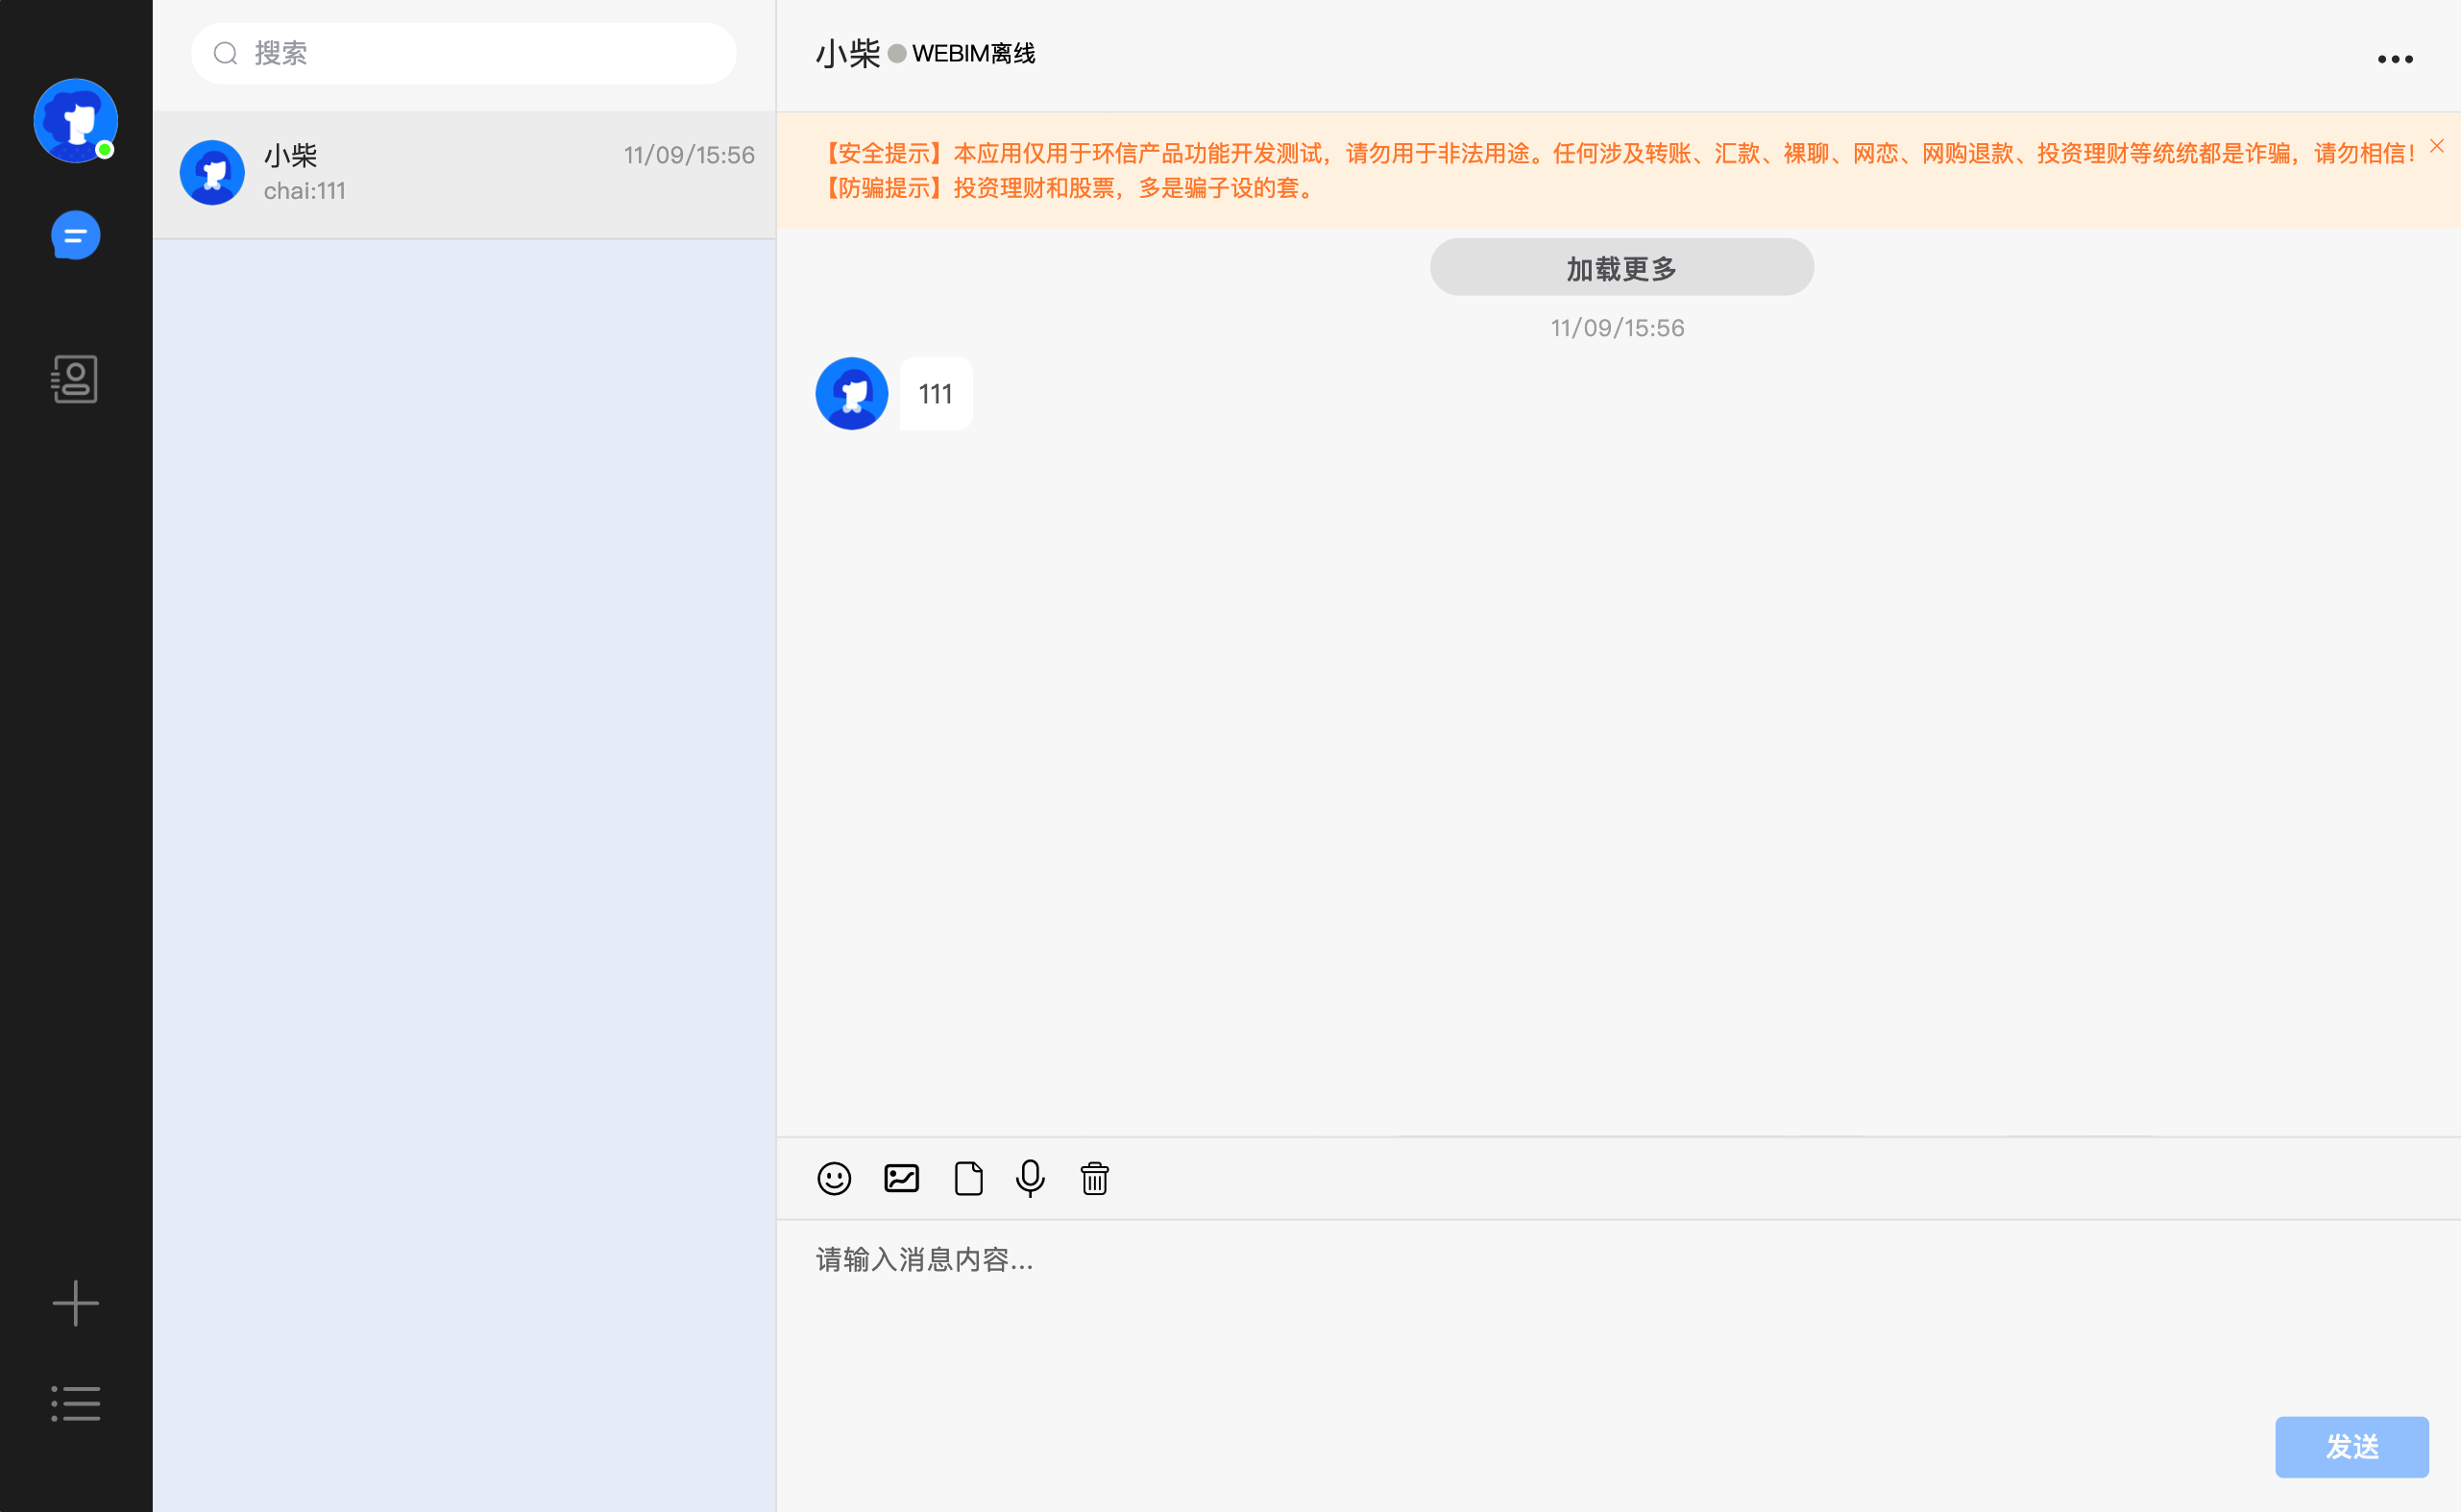 搜索
小柴
11/09/15:56
chai:111
小柴 WEBIM离线
【安全提示】本应用仅用于环信产品功能开发测试，请勿用于非法用途。任何涉及转账、汇款、裸聊、网恋、网购退款、投资理财等统统都是诈骗，请勿相信！
【防骗提示】投资理财和股票，多是骗子设的套。
加载更多
11/09/15:56
111
请输入消息内容...
发送